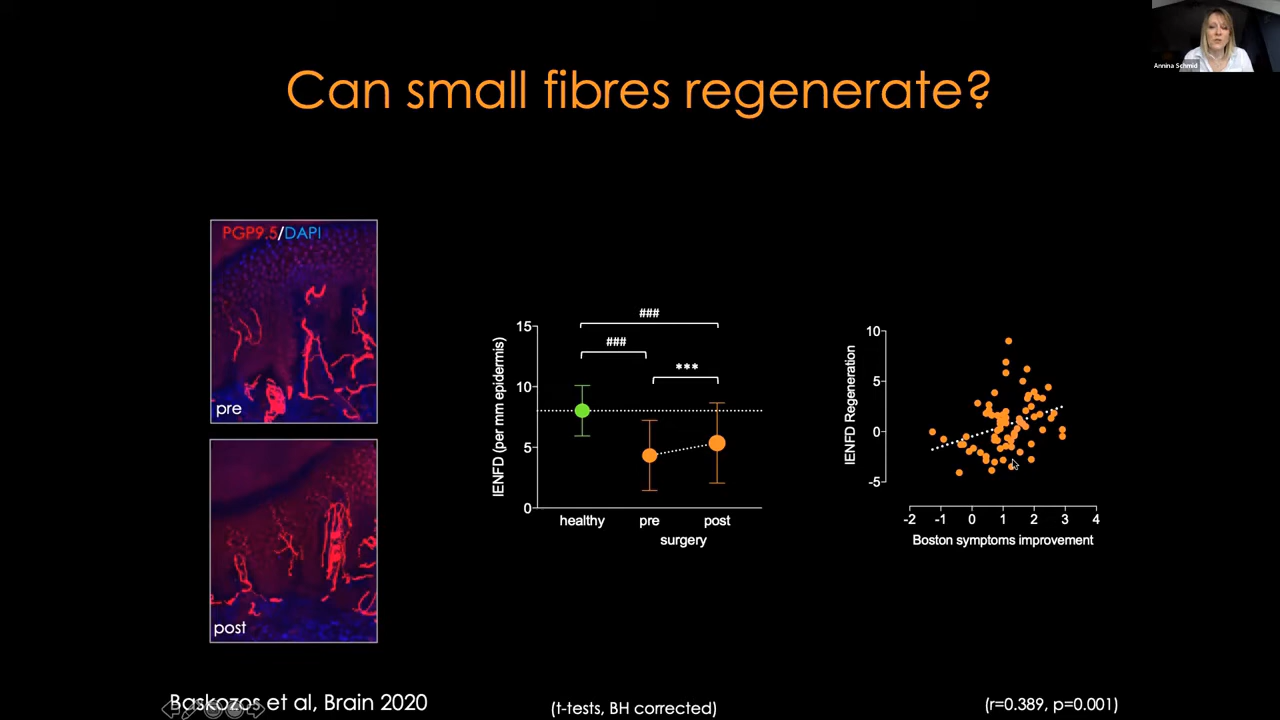 Annina Schmid
Can small fibres regenerate?
PGP9.5/DAPI
pre
post
IENFD (per mm epidermis)
15
10
5
0
###
###
***
healthy
pre
post
surgery
IENFD Regeneration
10
5
0
-5
-2 -1 0 1 2 3 4
Boston symptoms improvement
Baskozos et al, Brain 2020
(t-tests, BH corrected)
(r=0.389, p=0.001)